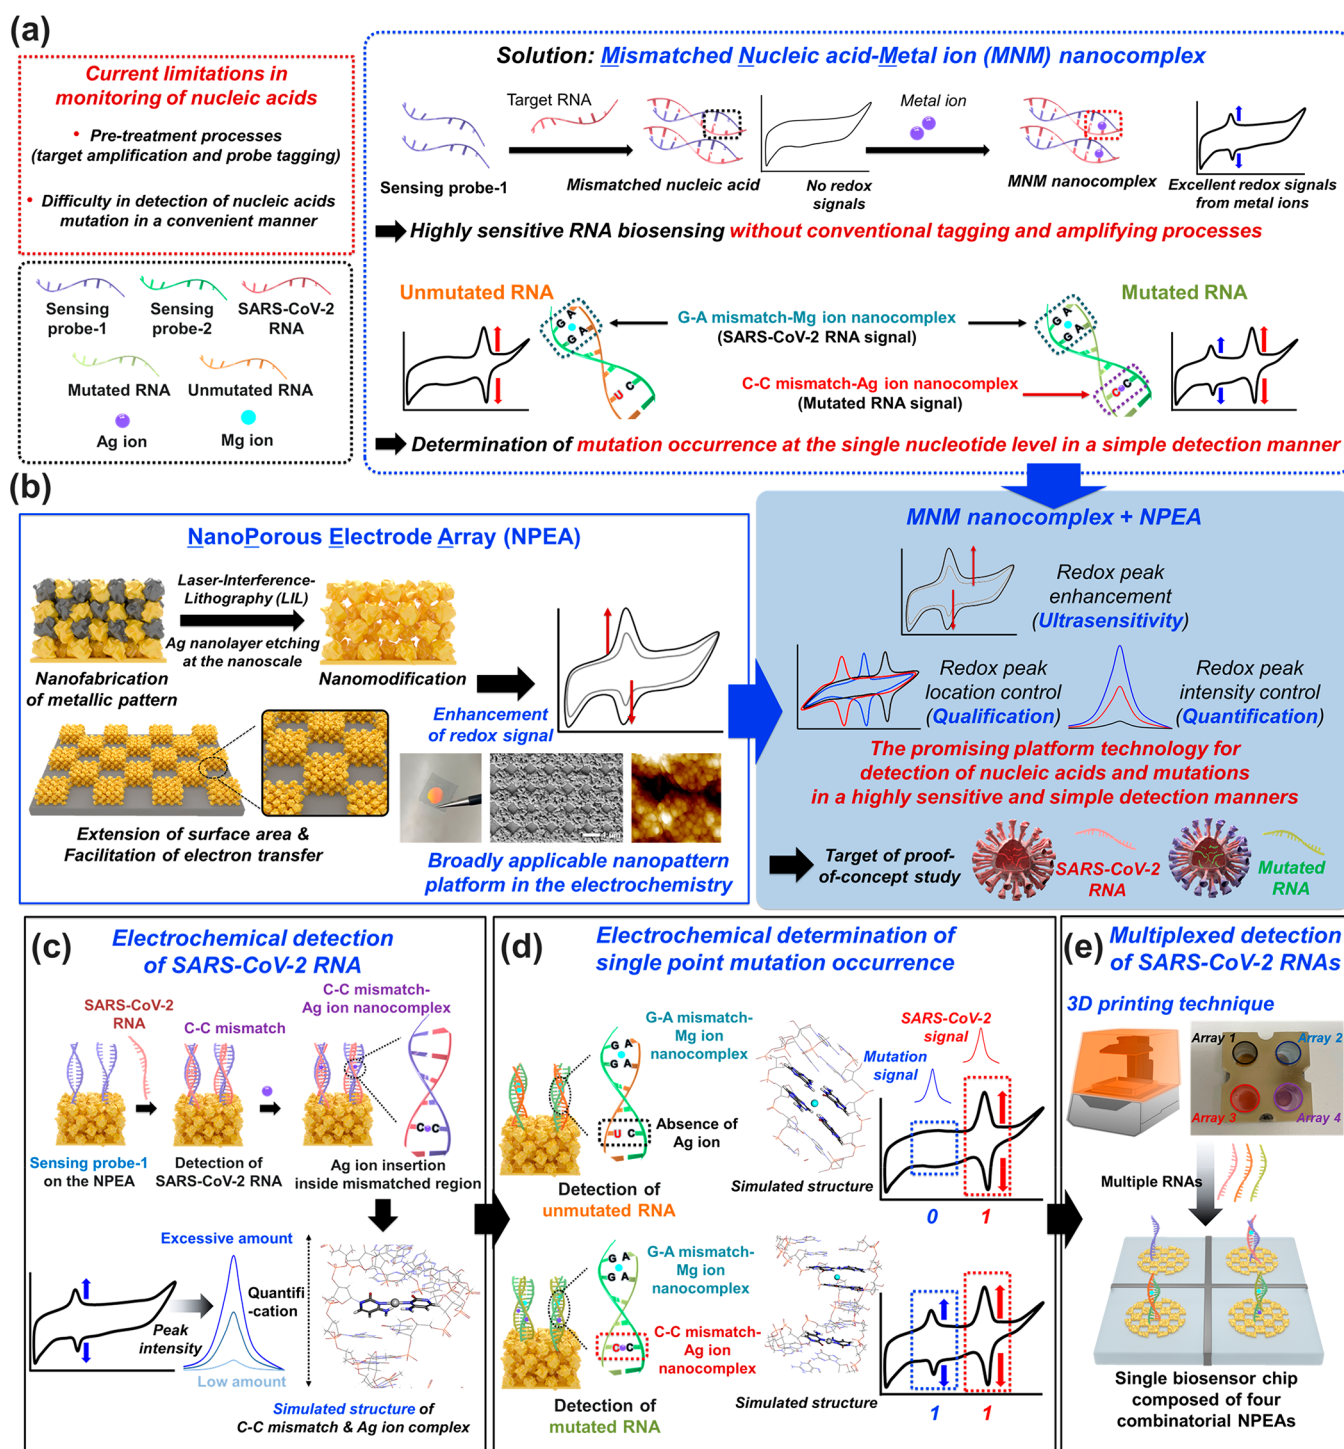 (a)
Current limitations in
monitoring of nucleic acids
• Pre-treatment processes
(target amplification and probe tagging)
• Difficulty in detection of nucleic acids
mutation in a convenient manner
Sensing
probe-1
Sensing
probe-2
SARS-CoV-2
RNA
Mutated RNA
Unmutated RNA
Ag ion
Mg ion
Solution: Mismatched Nucleic acid-Metal ion (MNM) nanocomplex
Sensing probe-1
Target RNA
Mismatched nucleic acid
No redox
signals
Metal ion
MNM nanocomplex
Excellent redox signals
from metal ions
Highly sensitive RNA biosensing without conventional tagging and amplifying processes
Unmutated RNA
G A
G A
U C
G-A mismatch-Mg ion nanocomplex
(SARS-CoV-2 RNA signal)
C-C mismatch-Ag ion nanocomplex
(Mutated RNA signal)
Mutated RNA
G A
G A
C C
Determination of mutation occurrence at the single nucleotide level in a simple detection manner
(b)
NanoPorous Electrode Array (NPEA)
Laser-Interference-
Lithography (LIL)
Ag nanolayer etching
at the nanoscale
Nanofabrication
of metallic pattern
Nanomodification
Enhancement
of redox signal
Extension of surface area &
Facilitation of electron transfer
Broadly applicable nanopattern
platform in the electrochemistry
MNM nanocomplex + NPEA
Redox peak
enhancement
(Ultrasensitivity)
Redox peak
location control
(Qualification)
Redox peak
intensity control
(Quantification)
The promising platform technology for
detection of nucleic acids and mutations
in a highly sensitive and simple detection manners
Target of proof-
of-concept study
SARS-CoV-2
RNA
Mutated
RNA
(c)
Electrochemical detection
of SARS-CoV-2 RNA
SARS-CoV-2
RNA
C-C mismatch
C-C mismatch-
Ag ion nanocomplex
C C
Sensing probe-1
on the NPEA
Detection of
SARS-CoV-2 RNA
Ag ion insertion
inside mismatched region
Excessive amount
Quantifi
-cation
Peak
intensity
Low amount
Simulated structure of
C-C mismatch & Ag ion complex
(d)
Electrochemical determination of
single point mutation occurrence
G-A mismatch-
Mg ion
nanocomplex
G A
G A
U C
Absence of
Ag ion
Detection of
unmutated RNA
Simulated structure
SARS-CoV-2
signal
Mutation
signal
0 1
G-A mismatch-
Mg ion
nanocomplex
G A
G A
C C
C-C mismatch-
Ag ion
nanocomplex
Detection of
mutated RNA
Simulated structure
1 1
(e)
Multiplexed detection
of SARS-CoV-2 RNAs
3D printing technique
Array 1
Array 2
Array 3
Array 4
Multiple RNAs
Single biosensor chip
composed of four
combinatorial NPEAs